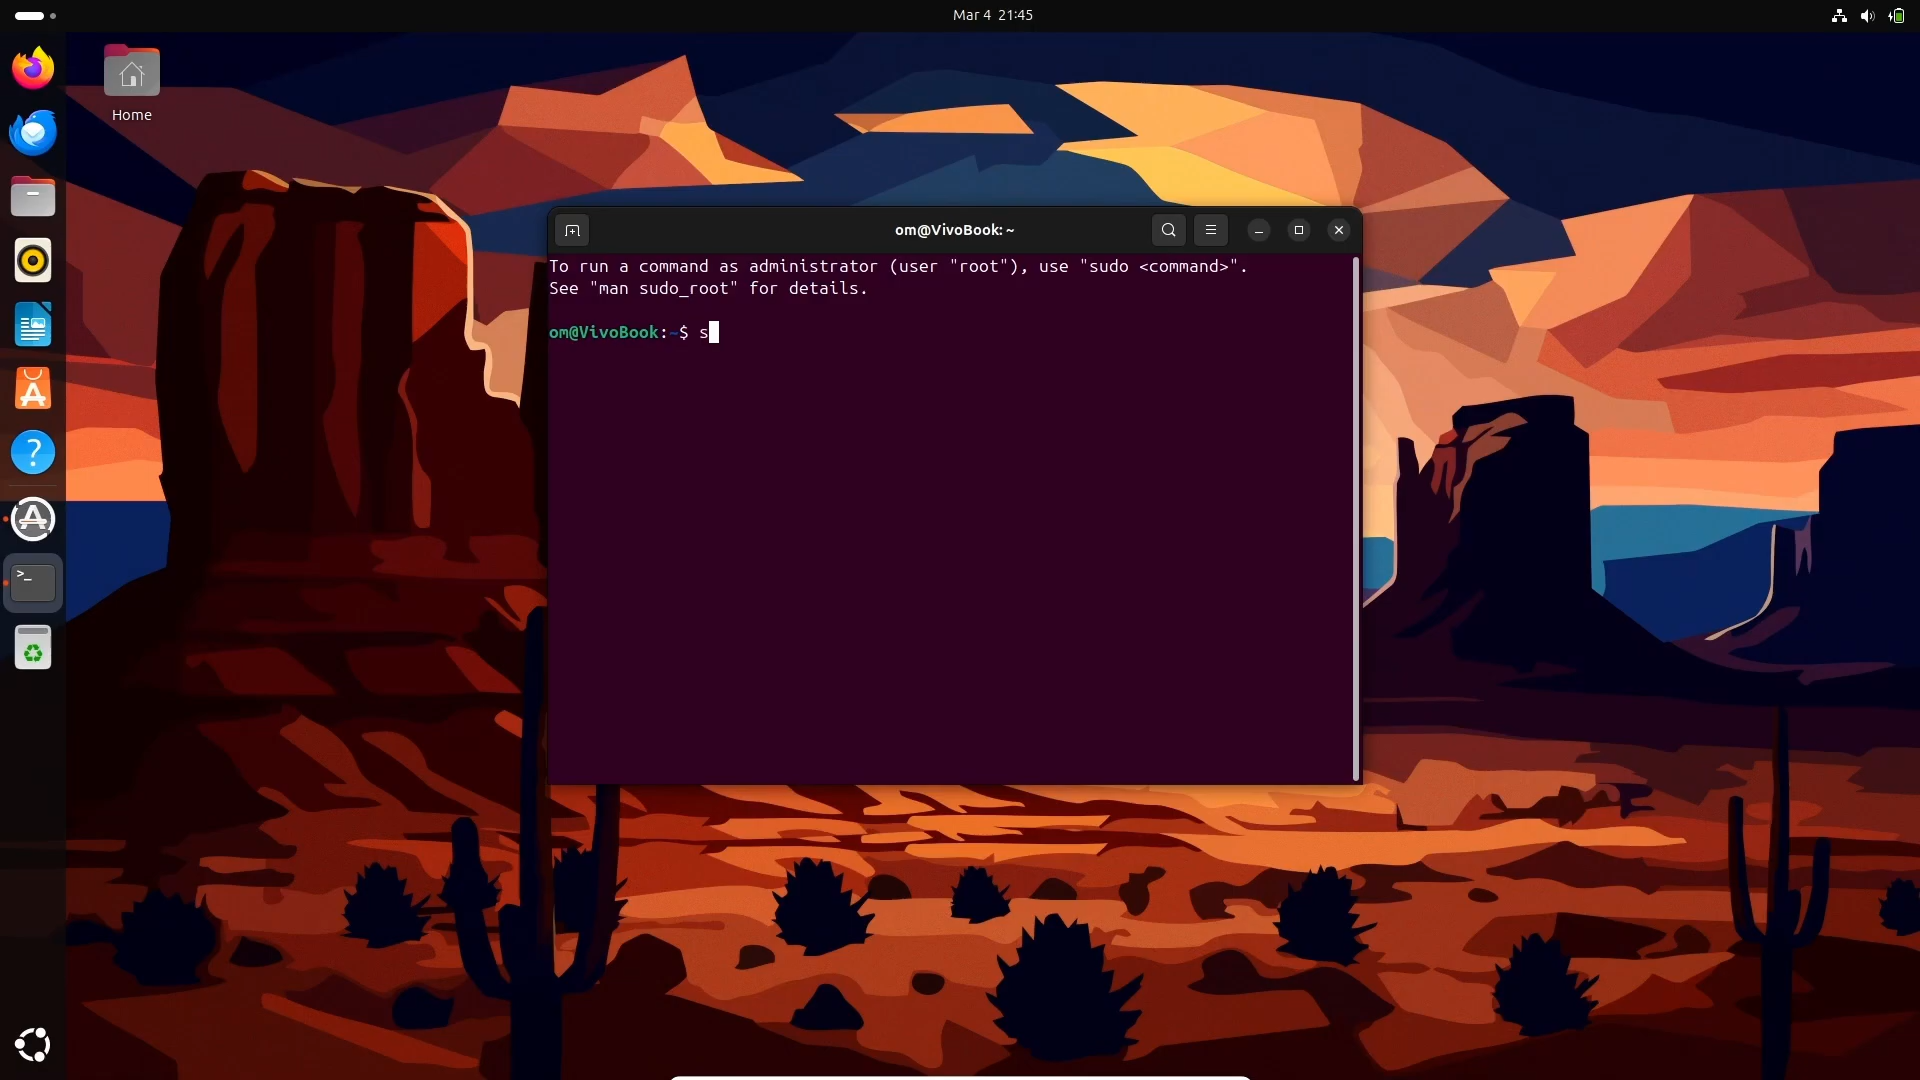 Mar 4 21:45
Home
om@VivoBook: ~
To run a command as administrator (user "root"), use "sudo <command>".
See "man sudo_root" for details.
om@VivoBook:~$ s